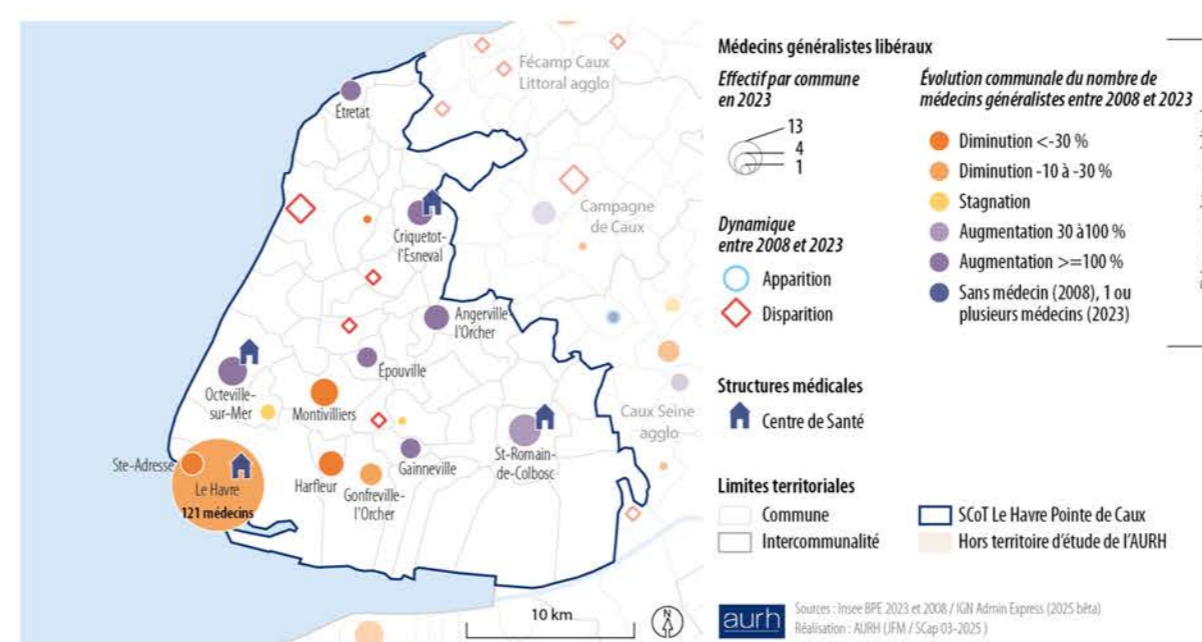 Fécamp Caux
Littoral agglo
Étretat
Campagne
de Caux
Criquetot-
l'Esneval
Angerville
l'Orcher
Épouville
Octeville-
sur-Mer
Montivilliers
Caux Seine
agglo
St-Romain-
de-Colbosc
Gainneville
Ste-Adresse
Le Havre
121 médecins
Harfleur
Gonfreville-
l'Orcher
10 km
N
Médecins généralistes libéraux
Effectif par commune
en 2023
13
4
1
Dynamique
entre 2008 et 2023
Apparition
Disparition
Évolution communale du nombre de
médecins généralistes entre 2008 et 2023
Diminution <-30 %
Diminution -10 à -30 %
Stagnation
Augmentation 30 à100 %
Augmentation >=100 %
Sans médecin (2008), 1 ou
plusieurs médecins (2023)
Structures médicales
Centre de Santé
Limites territoriales
Commune
Intercommunalité
SCoT Le Havre Pointe de Caux
Hors territoire d'étude de l'AURH
aurh
Sources : Insee BPE 2023 et 2008 / IGN Admin Express (2025 bêta)
Réalisation : AURH (JFM / SCap 03-2025 )